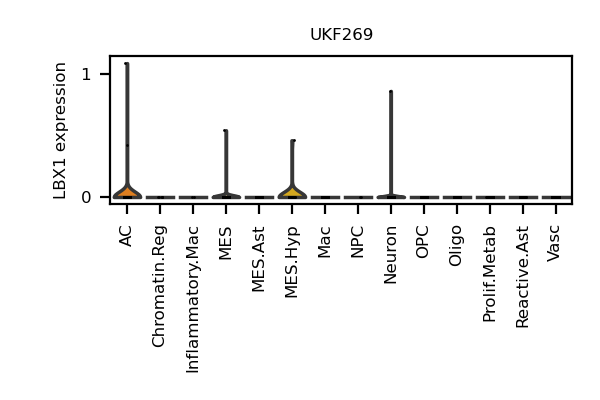 UKF269
LBX1 expression
1
0
AC
Chromatin.Reg
Inflammatory.Mac
MES
MES.Ast
MES.Hyp
Mac
NPC
Neuron
OPC
Oligo
Prolif.Metab
Reactive.Ast
Vasc